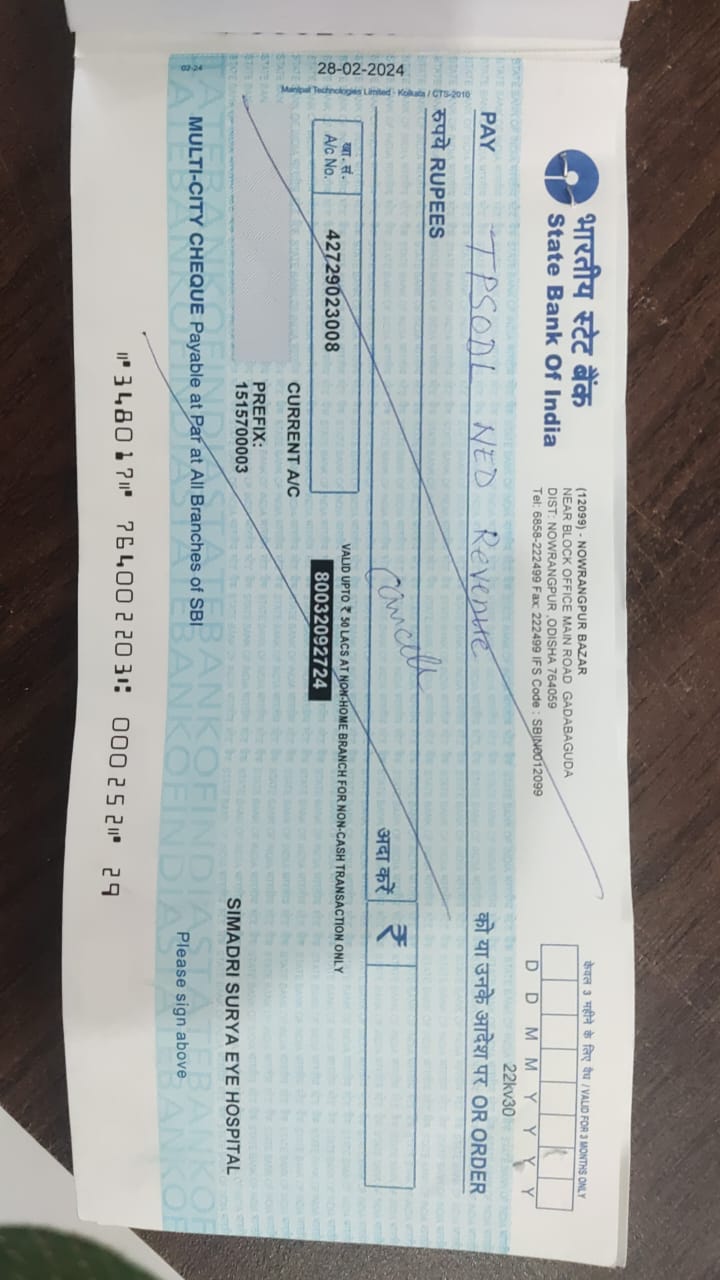 भारतीय स्टेट बैंक
State Bank Of India
(12099) - NOWRANGPUR BAZAR
NEAR BLOCK OFFICE MAIN ROAD GADABAGUDA
DIST: NOWRANGPUR ,ODISHA 764059
Tel: 6858-222499 Fax: 222499 IFS Code : SBIN0012099
केवल 3 महीने के लिए वैध / VALID FOR 3 MONTHS ONLY
D D M M Y Y Y Y
22kv30
PAY TPSODL NED Revenue को या उनके आदेश पर OR ORDER
रुपये RUPEES
Cancel
अदा करें ₹
खा. सं.
A/c No. 42729023008
VALID UPTO ₹ 50 LACS AT NON-HOME BRANCH FOR NON-CASH TRANSACTION ONLY
80032092724
CURRENT A/C
PREFIX:
1515700003
SIMADRI SURYA EYE HOSPITAL
MULTI-CITY CHEQUE Payable at Par at All Branches of SBI
Please sign above
⑈348017⑈ 764002203⑆ 000252⑈ 29
28-02-2024
STATEBANKOFINDIASTATEBANKOF